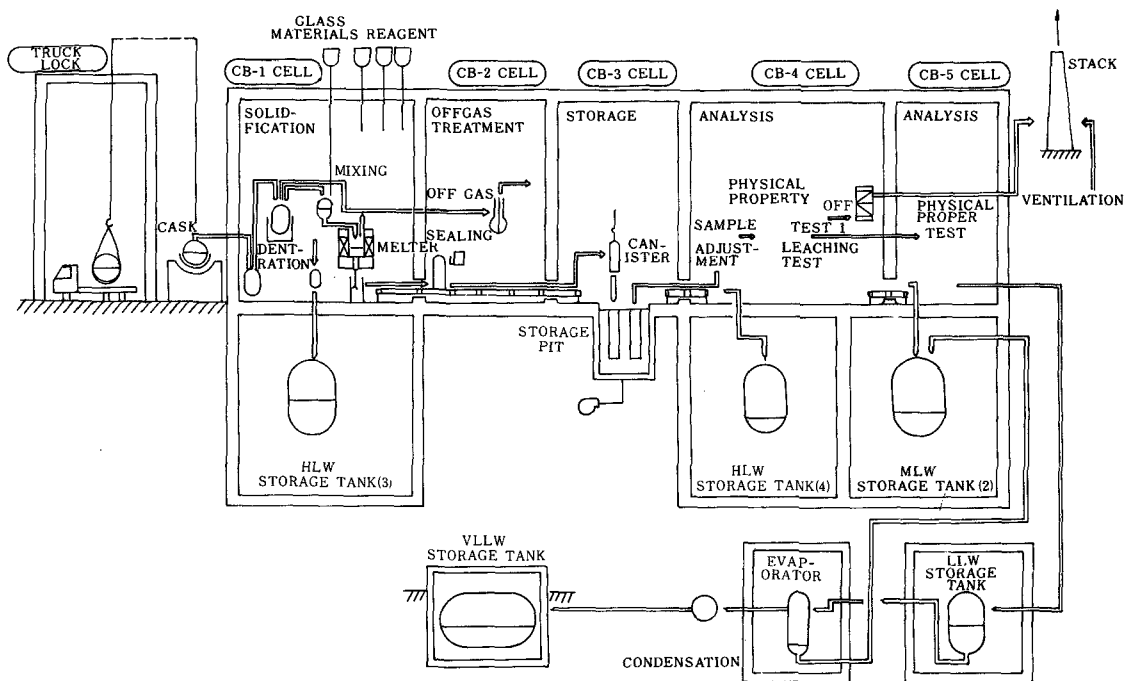 GLASS
MATERIALS REAGENT
TRUCK
LOCK
CB-1 CELL
CB-2 CELL
CB-3 CELL
CB-4 CELL
CB-5 CELL
STACK
SOLID-
FICATION
OFFGAS
TREATMENT
STORAGE
ANALYSIS
ANALYSIS
MIXING
OFF GAS
PHYSICAL
PROPERTY
OFF
VENTILATION
CASK
DENT-
RATION
MELTER
SEALING
CAN-
ISTER
SAMPLE
ADJUST-
MENT
TEST 1
LEACHING
TEST
PHYSICAL
PROPER
TEST
STORAGE
PIT
HLW
STORAGE TANK(3)
HLW
STORAGE TANK(4)
MLW
STORAGE TANK(2)
VLLW
STORAGE TANK
EVAP-
ORATOR
LLW
STORAGE
TANK
CONDENSATION